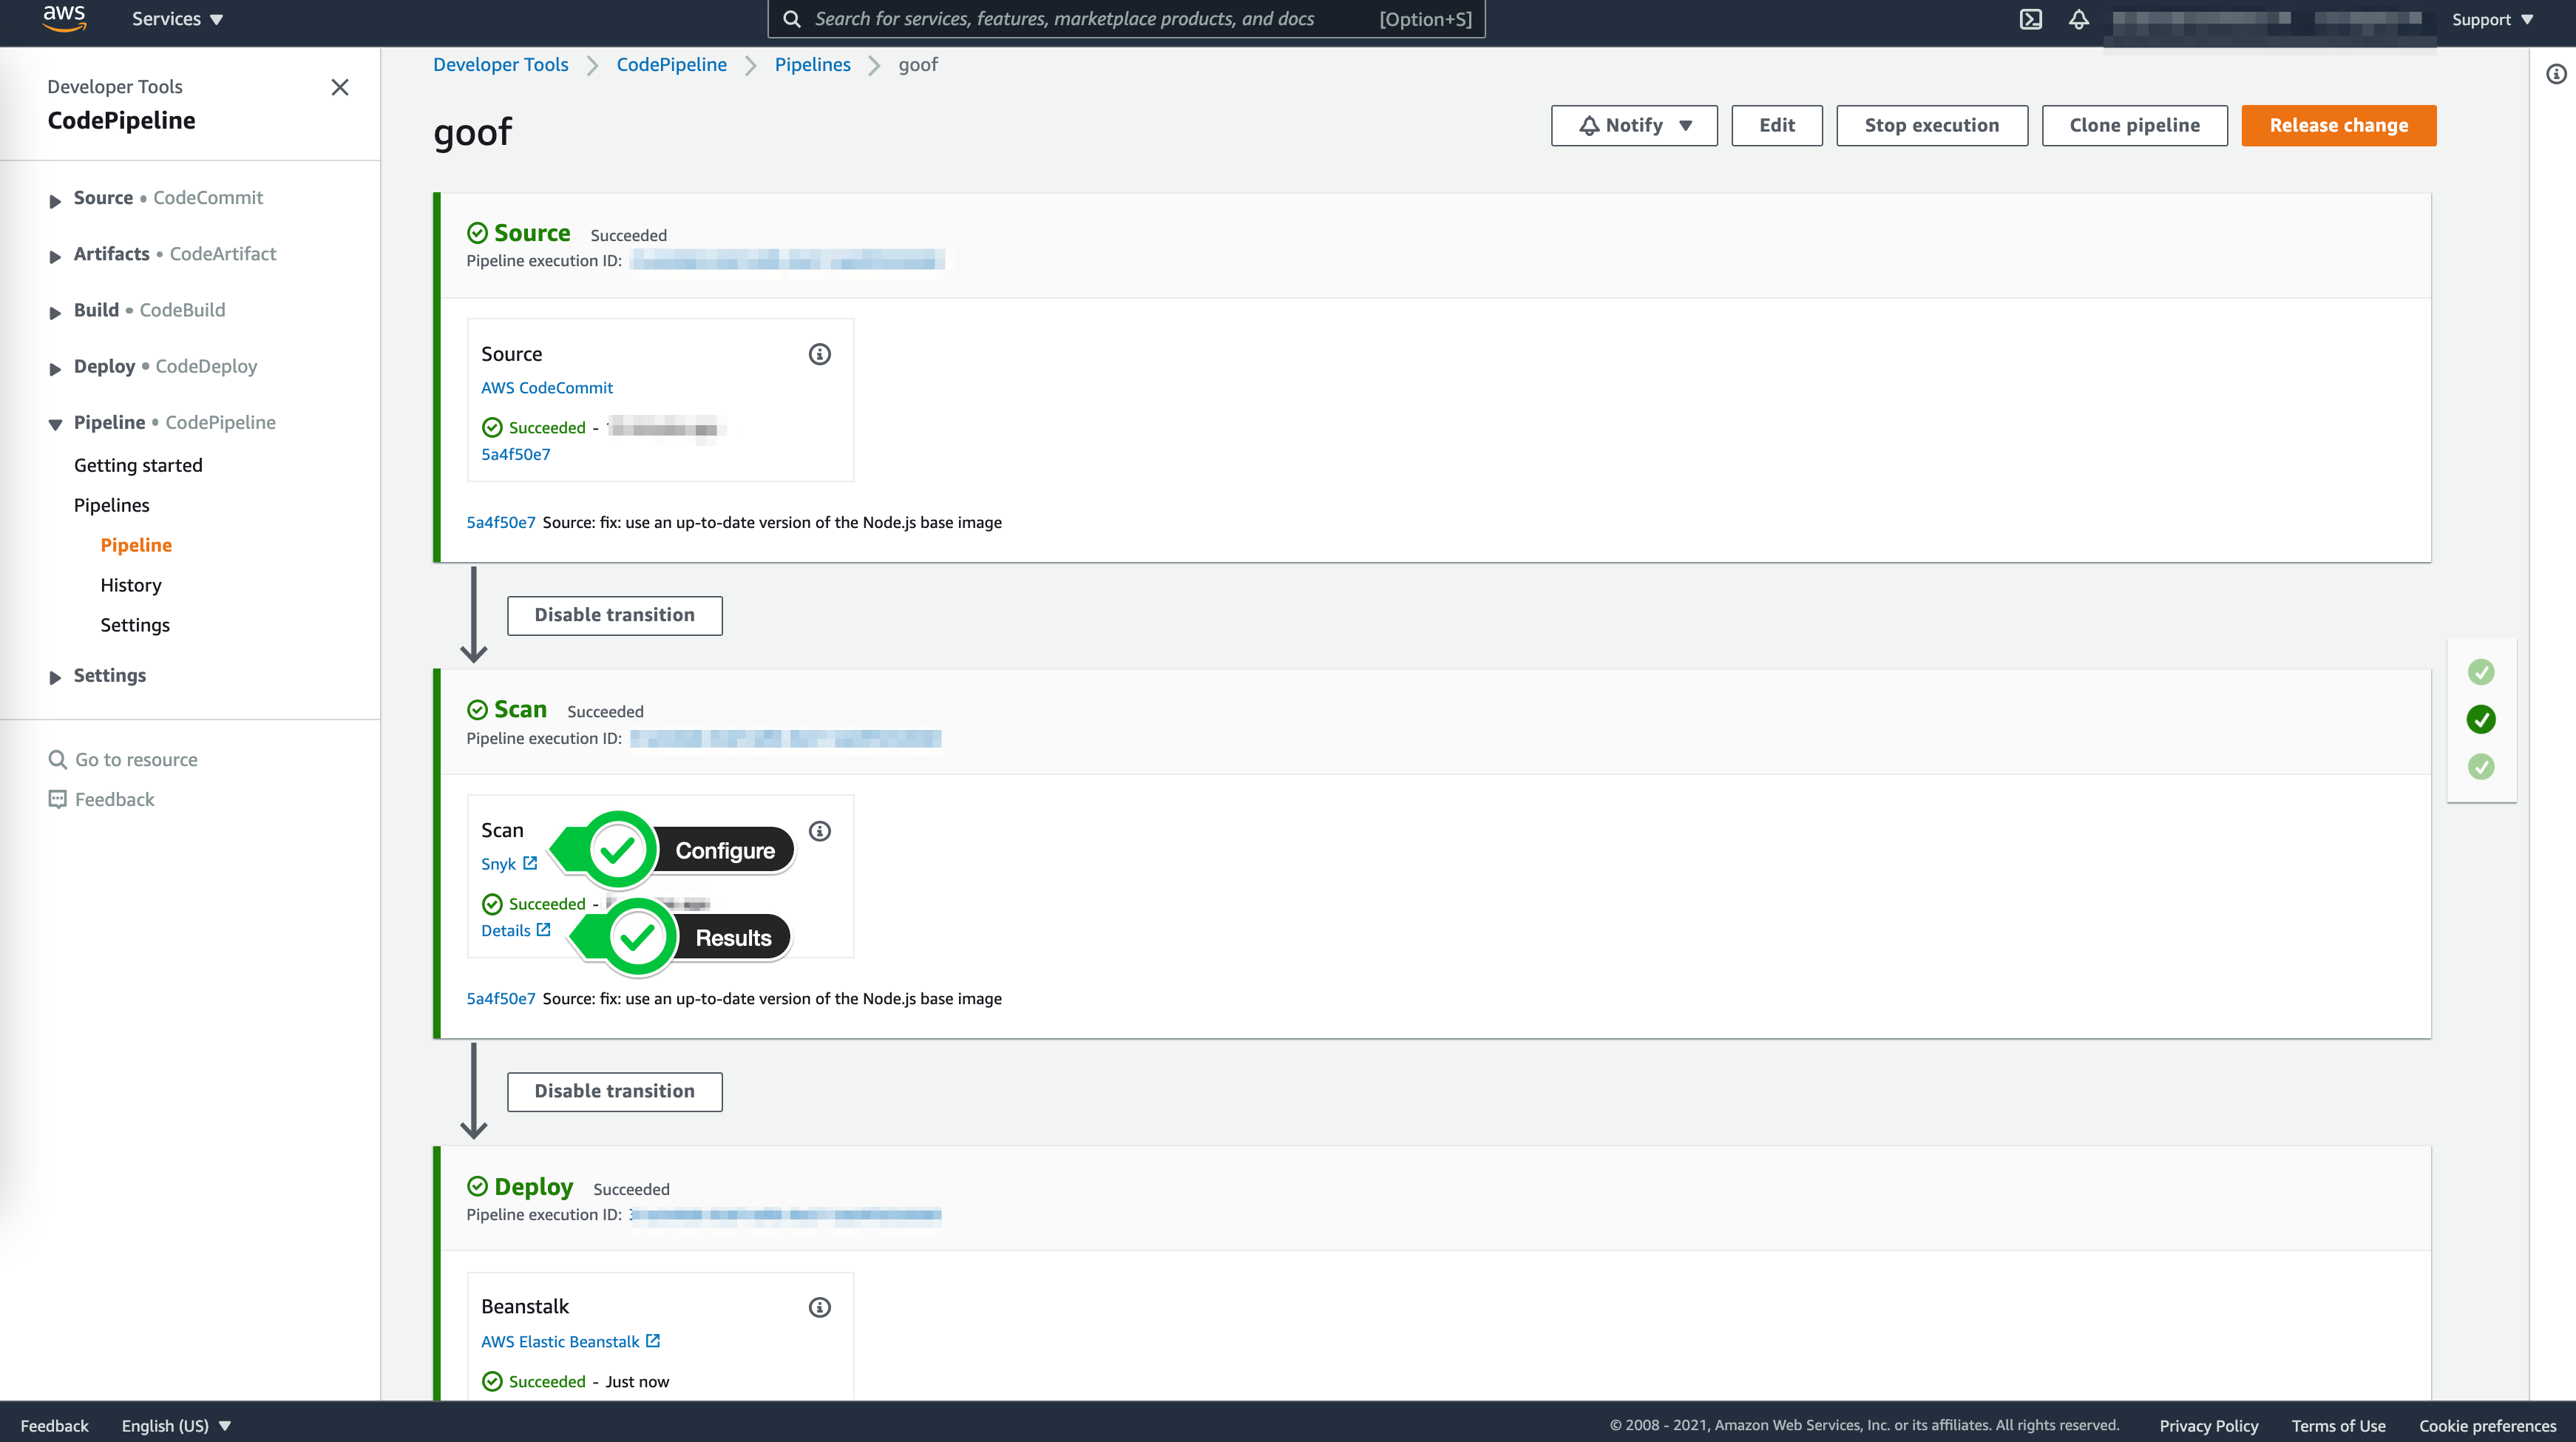 aws
Services
Search for services, features, marketplace products, and docs [Option+S]
Support
Developer Tools
CodePipeline
Source • CodeCommit
Artifacts • CodeArtifact
Build • CodeBuild
Deploy • CodeDeploy
Pipeline • CodePipeline
Getting started
Pipelines
Pipeline
History
Settings
Settings
Go to resource
Feedback
Developer Tools
CodePipeline
Pipelines
goof
goof
Notify
Edit
Stop execution
Clone pipeline
Release change
Source Succeeded
Pipeline execution ID:
Source
AWS CodeCommit
Succeeded -
5a4f50e7
5a4f50e7 Source: fix: use an up-to-date version of the Node.js base image
Disable transition
Scan Succeeded
Pipeline execution ID:
Scan
Snyk
Configure
Succeeded -
Details
Results
5a4f50e7 Source: fix: use an up-to-date version of the Node.js base image
Disable transition
Deploy Succeeded
Pipeline execution ID:
Beanstalk
AWS Elastic Beanstalk
Succeeded - Just now
Feedback
English (US)
© 2008 - 2021, Amazon Web Services, Inc. or its affiliates. All rights reserved.
Privacy Policy
Terms of Use
Cookie preferences